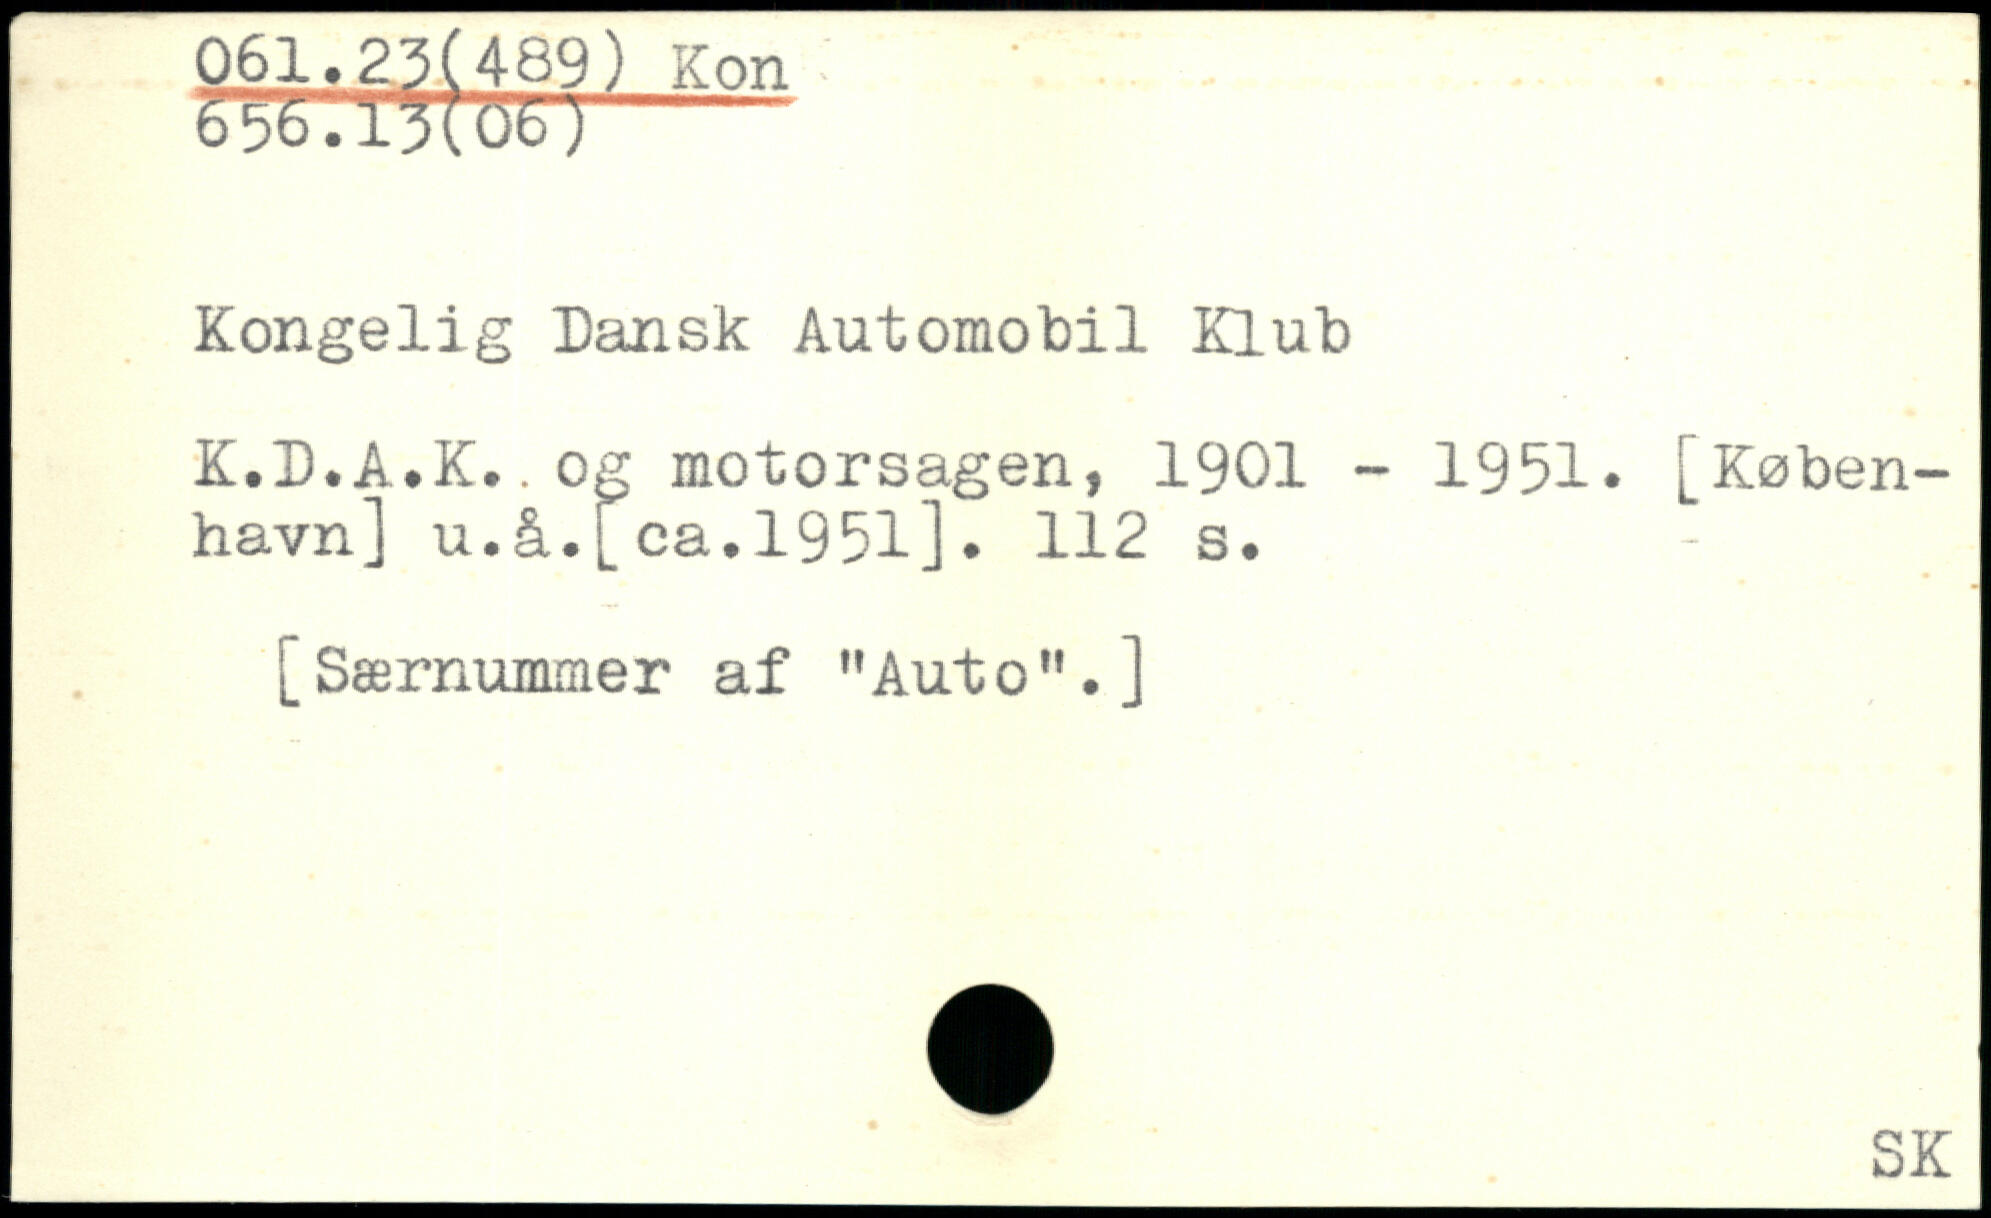 061.23(489) Kon
656.13(06)
Kongelig Dansk Automobil Klub
K.D.A.K. og motorsagen, 1901 - 1951. [Køben-
havn] u.å.[ca.1951]. 112 s.
[Særnummer af "Auto".]
SK